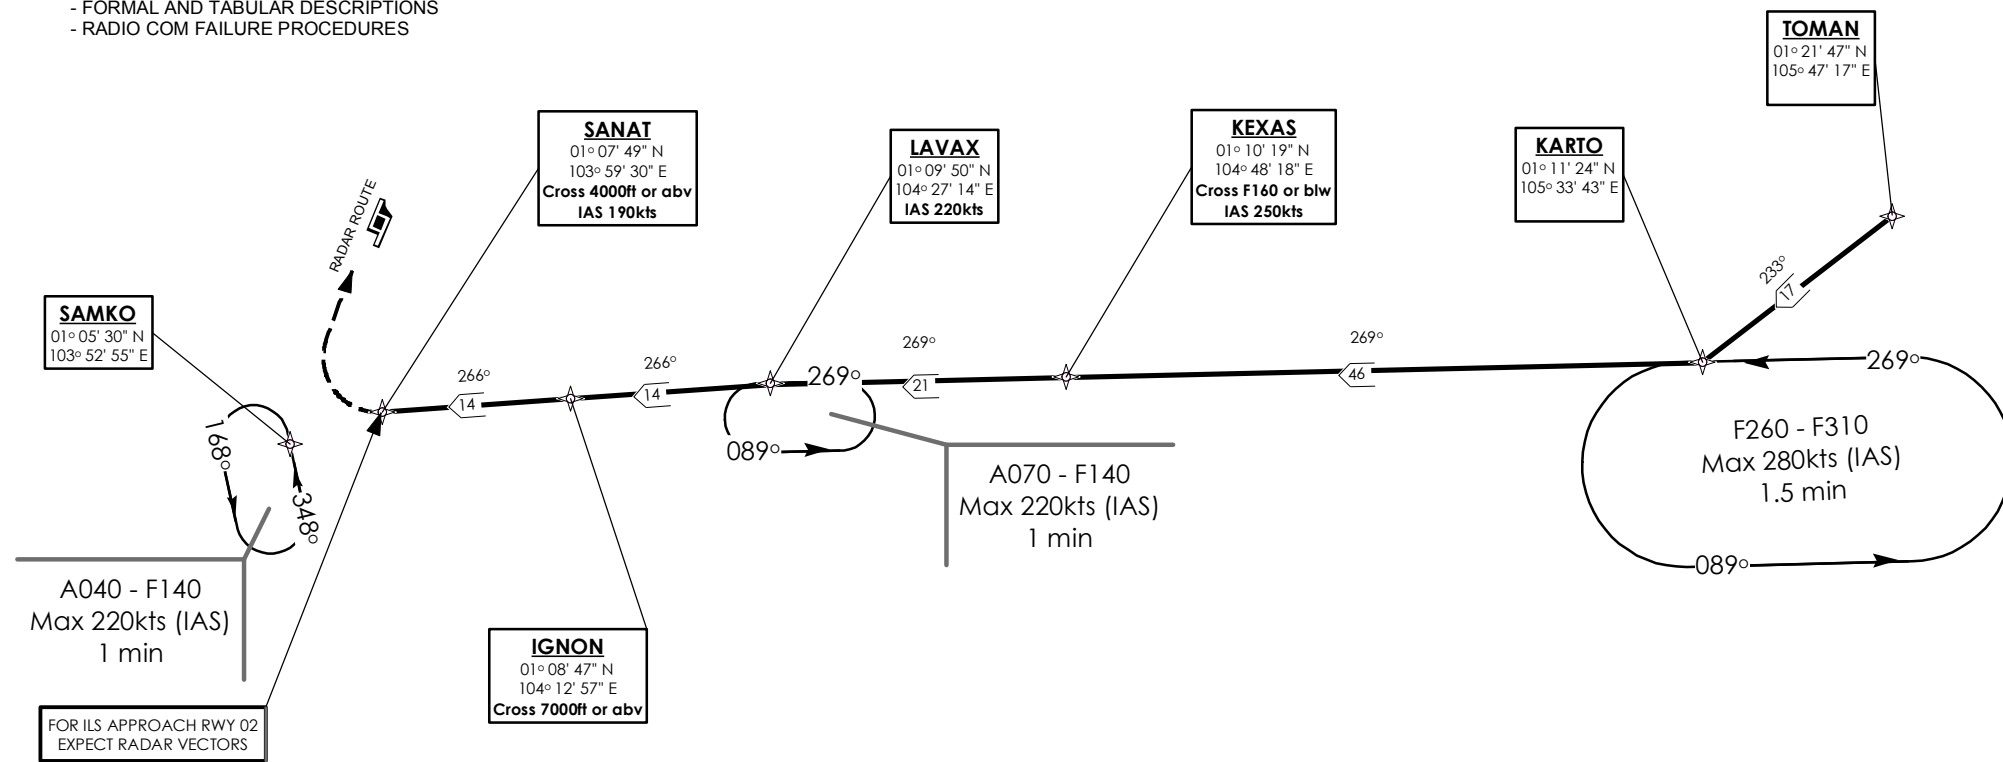 - FORMAL AND TABULAR DESCRIPTIONS
- RADIO COM FAILURE PROCEDURES
TOMAN
01° 21' 47" N
105° 47' 17" E
SANAT
01° 07' 49" N
103° 59' 30" E
Cross 4000ft or abv
IAS 190kts
LAVAX
01° 09' 50" N
104° 27' 14" E
IAS 220kts
KEXAS
01° 10' 19" N
104° 48' 18" E
Cross F160 or blw
IAS 250kts
KARTO
01° 11' 24" N
105° 33' 43" E
RADAR ROUTE
SAMKO
01° 05' 30" N
103° 52' 55" E
233°
17
269°
46
269°
21
266°
14
266°
14
269°
089°
269°
089°
168°
348°
F260 - F310
Max 280kts (IAS)
1.5 min
A070 - F140
Max 220kts (IAS)
1 min
A040 - F140
Max 220kts (IAS)
1 min
IGNON
01° 08' 47" N
104° 12' 57" E
Cross 7000ft or abv
FOR ILS APPROACH RWY 02
EXPECT RADAR VECTORS